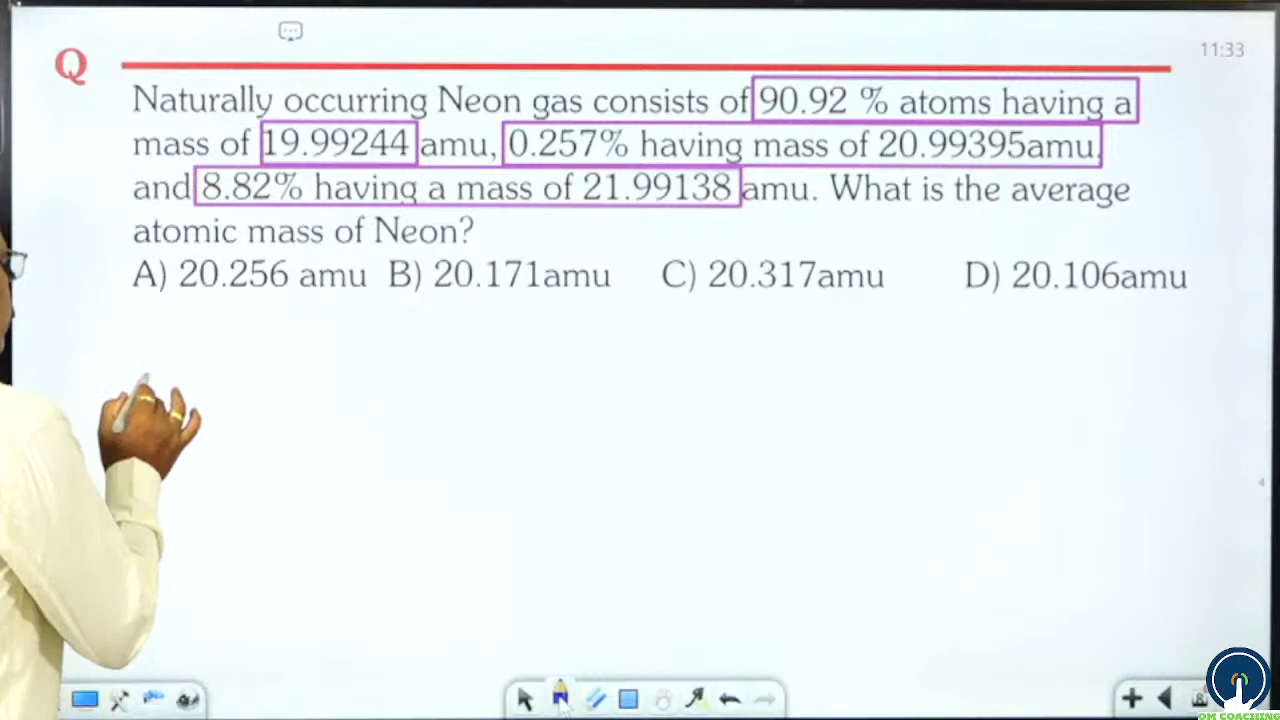 11:33
Q
Naturally occurring Neon gas consists of 90.92 % atoms having a
mass of 19.99244 amu, 0.257% having mass of 20.99395amu,
and 8.82% having a mass of 21.99138 amu. What is the average
atomic mass of Neon?
A) 20.256 amu B) 20.171amu C) 20.317amu D) 20.106amu
OM COACHING